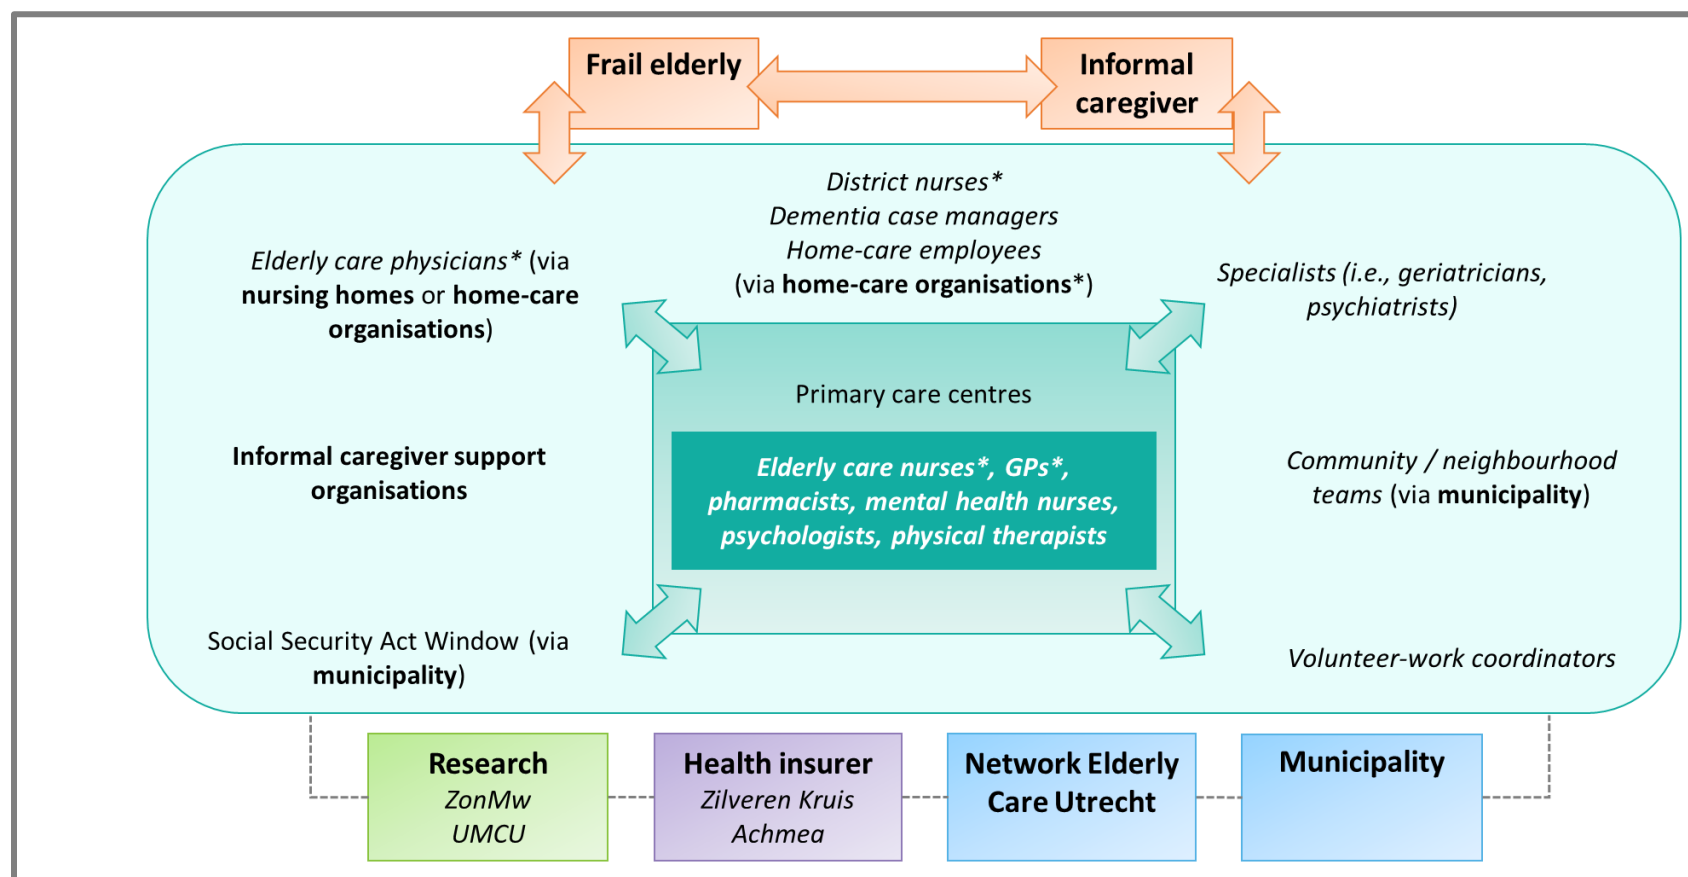 Frail elderly
Informal
caregiver
District nurses*
Dementia case managers
Home-care employees
(via home-care organisations*)
Elderly care physicians* (via
nursing homes or home-care
organisations)
Specialists (i.e., geriatricians,
psychiatrists)
Primary care centres
Elderly care nurses*, GPs*,
pharmacists, mental health nurses,
psychologists, physical therapists
Informal caregiver support
organisations
Community / neighbourhood
teams (via municipality)
Social Security Act Window (via
municipality)
Volunteer-work coordinators
Research
ZonMw
UMCU
Health insurer
Zilveren Kruis
Achmea
Network Elderly
Care Utrecht
Municipality